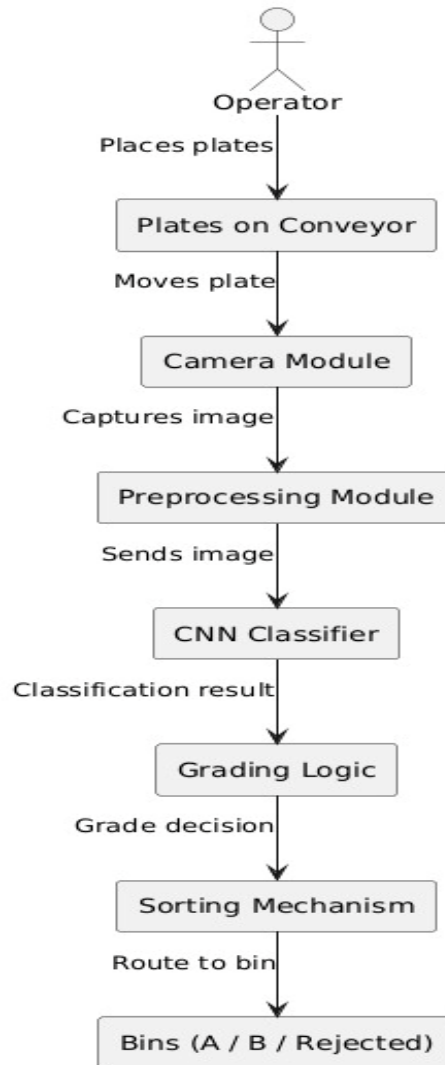 Operator
Places plates
Plates on Conveyor
Moves plate
Camera Module
Captures image
Preprocessing Module
Sends image
CNN Classifier
Classification result
Grading Logic
Grade decision
Sorting Mechanism
Route to bin
Bins (A / B / Rejected)